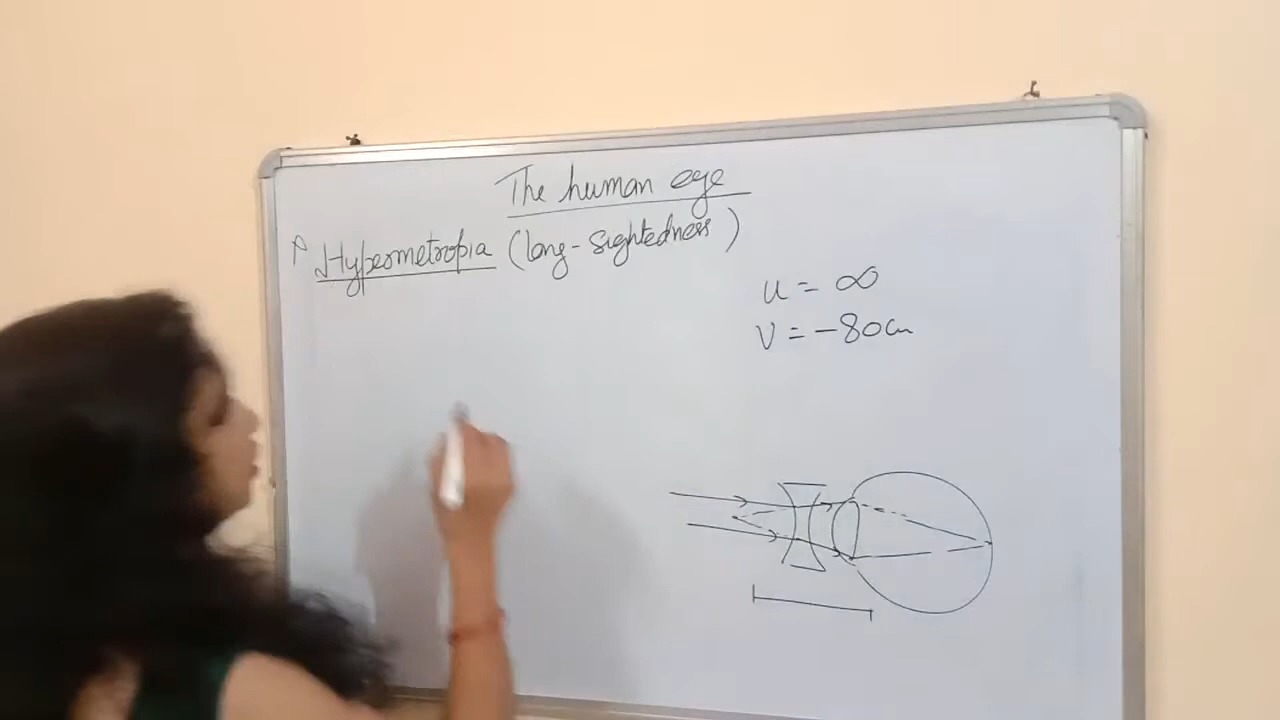 The human eye
Hypermetropia (long-sightedness)
u = ∞
V = -80cm